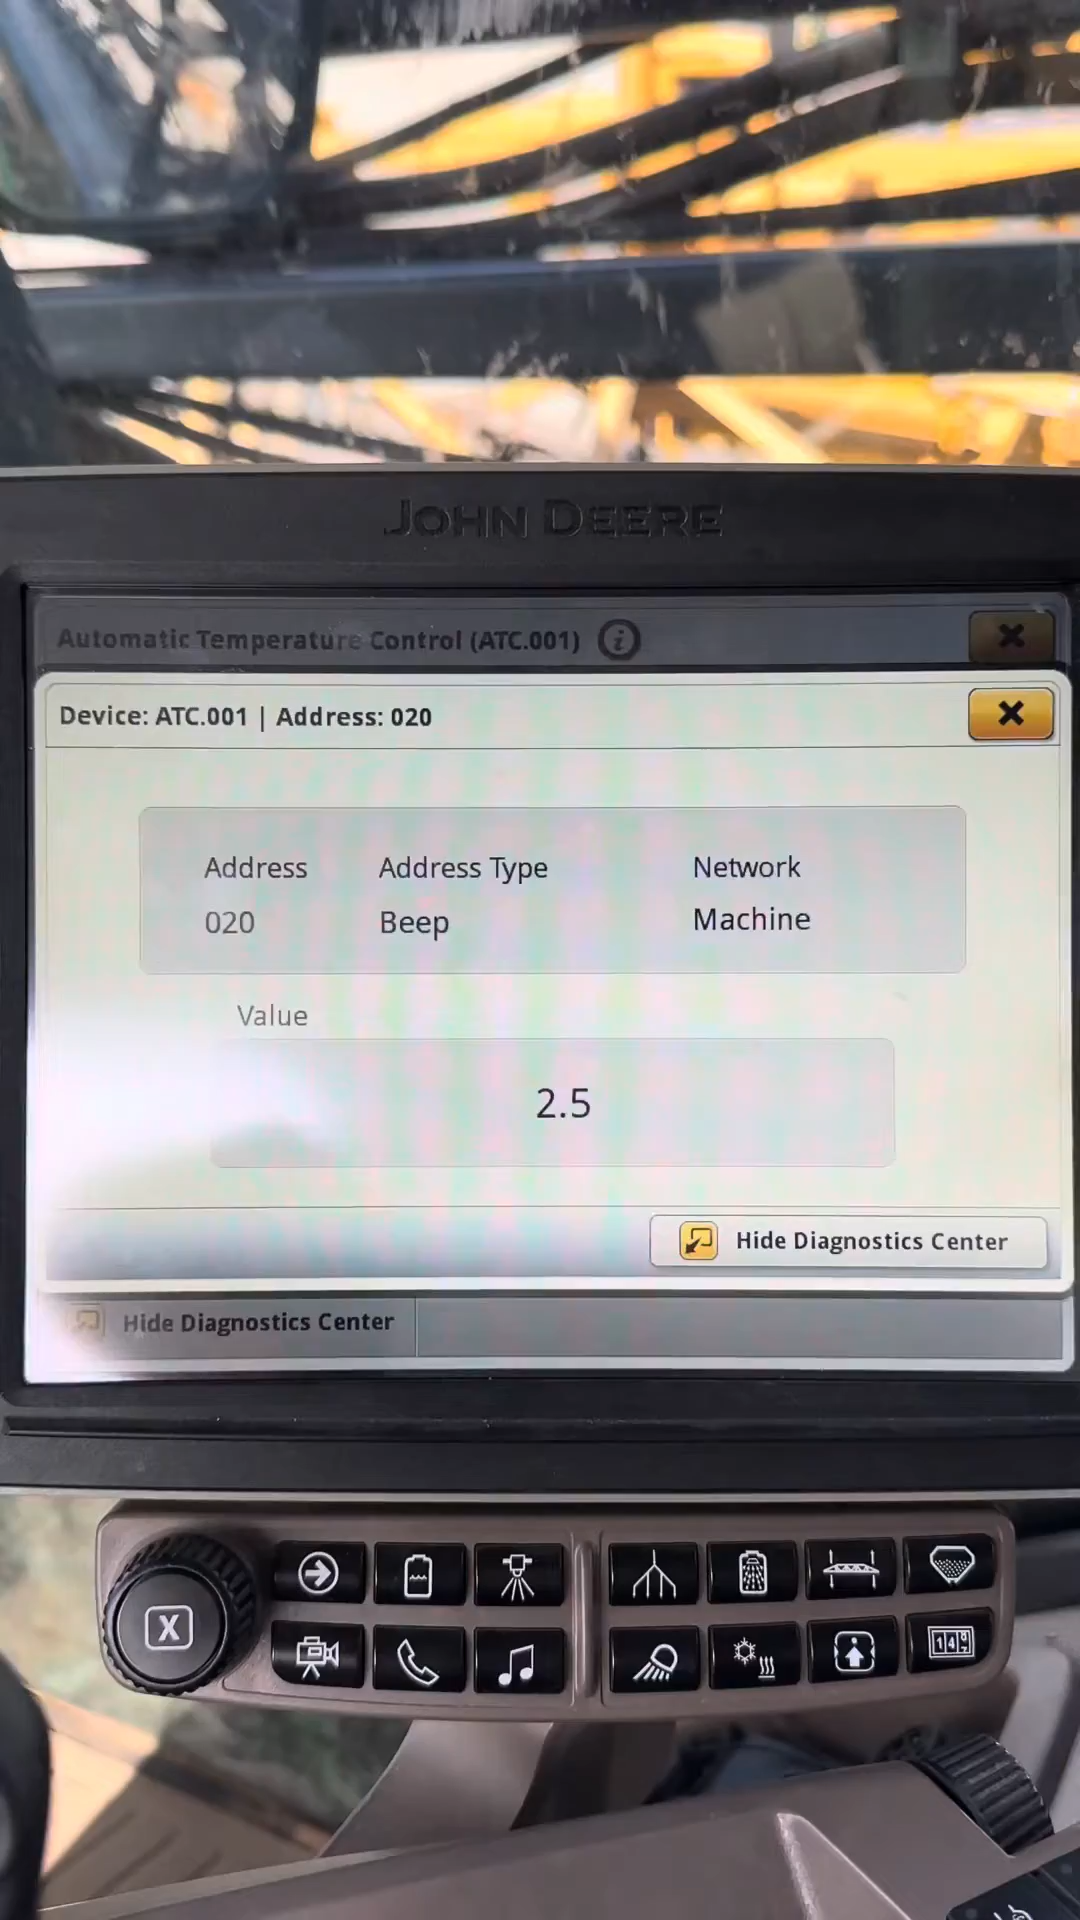 JOHN DEERE
Automatic Temperature Control (ATC.001)
Device: ATC.001 | Address: 020
Address Address Type Network
020 Beep Machine
Value
2.5
Hide Diagnostics Center
Hide Diagnostics Center
X